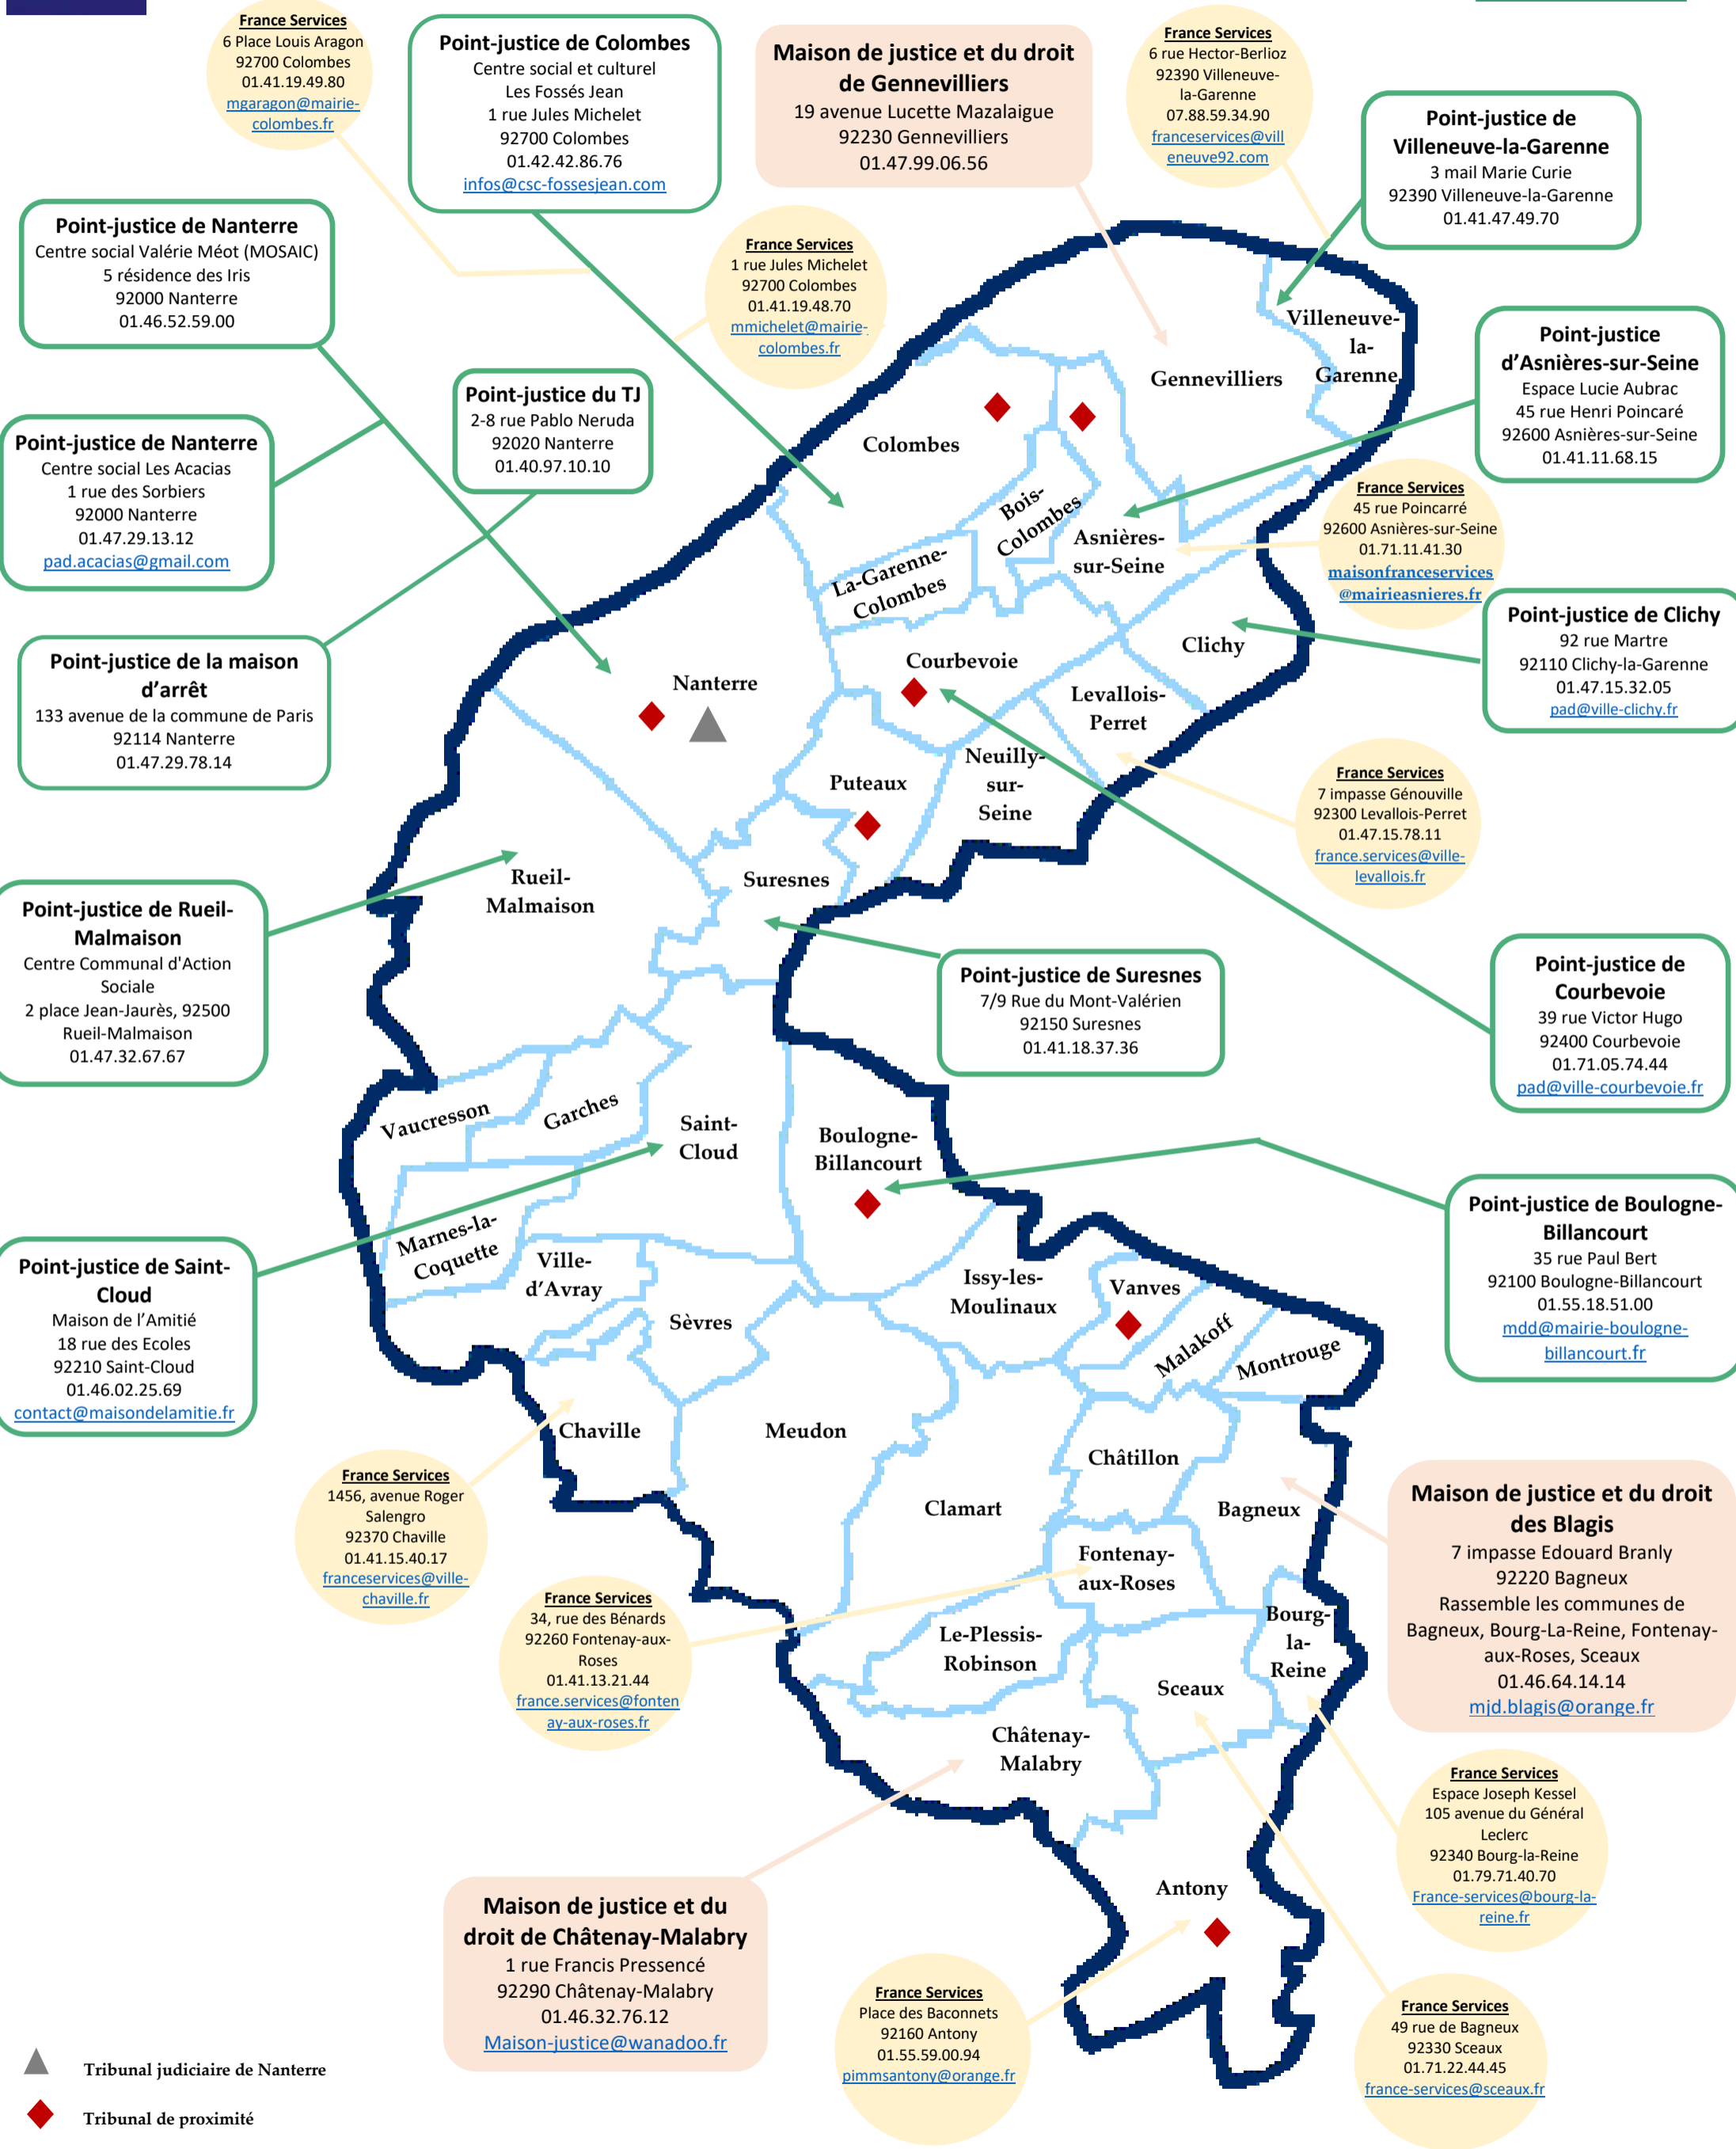 France Services
6 Place Louis Aragon
92700 Colombes
01.41.19.49.80
mgaragon@mairie-
colombes.fr
Point-justice de Colombes
Centre social et culturel
Les Fossés Jean
1 rue Jules Michelet
92700 Colombes
01.42.42.86.76
infos@csc-fossesjean.com
Maison de justice et du droit
de Gennevilliers
19 avenue Lucette Mazalaigue
92230 Gennevilliers
01.47.99.06.56
France Services
6 rue Hector-Berlioz
92390 Villeneuve-
la-Garenne
07.88.59.34.90
franceservices@vill
eneuve92.com
Point-justice de
Villeneuve-la-Garenne
3 mail Marie Curie
92390 Villeneuve-la-Garenne
01.41.47.49.70
Point-justice de Nanterre
Centre social Valérie Méot (MOSAIC)
5 résidence des Iris
92000 Nanterre
01.46.52.59.00
France Services
1 rue Jules Michelet
92700 Colombes
01.41.19.48.70
mmichelet@mairie-
colombes.fr
Point-justice
d'Asnières-sur-Seine
Espace Lucie Aubrac
45 rue Henri Poincaré
92600 Asnières-sur-Seine
01.41.11.68.15
Point-justice du TJ
2-8 rue Pablo Neruda
92020 Nanterre
01.40.97.10.10
Point-justice de Nanterre
Centre social Les Acacias
1 rue des Sorbiers
92000 Nanterre
01.47.29.13.12
pad.acacias@gmail.com
France Services
45 rue Poincarré
92600 Asnières-sur-Seine
01.71.11.41.30
maisonfranceservices
@mairieasnieres.fr
Point-justice de Clichy
92 rue Martre
92110 Clichy-la-Garenne
01.47.15.32.05
pad@ville-clichy.fr
Point-justice de la maison
d'arrêt
133 avenue de la commune de Paris
92114 Nanterre
01.47.29.78.14
France Services
7 impasse Génouville
92300 Levallois-Perret
01.47.15.78.11
france.services@ville-
levallois.fr
Point-justice de Rueil-
Malmaison
Centre Communal d'Action
Sociale
2 place Jean-Jaurès, 92500
Rueil-Malmaison
01.47.32.67.67
Point-justice de Suresnes
7/9 Rue du Mont-Valérien
92150 Suresnes
01.41.18.37.36
Point-justice de
Courbevoie
39 rue Victor Hugo
92400 Courbevoie
01.71.05.74.44
pad@ville-courbevoie.fr
Point-justice de Boulogne-
Billancourt
35 rue Paul Bert
92100 Boulogne-Billancourt
01.55.18.51.00
mdd@mairie-boulogne-
billancourt.fr
Point-justice de Saint-
Cloud
Maison de l'Amitié
18 rue des Ecoles
92210 Saint-Cloud
01.46.02.25.69
contact@maisondelamitie.fr
France Services
1456, avenue Roger
Salengro
92370 Chaville
01.41.15.40.17
franceservices@ville-
chaville.fr
France Services
34, rue des Bénards
92260 Fontenay-aux-
Roses
01.41.13.21.44
france.services@fonten
ay-aux-roses.fr
Maison de justice et du droit
des Blagis
7 impasse Edouard Branly
92220 Bagneux
Rassemble les communes de
Bagneux, Bourg-La-Reine, Fontenay-
aux-Roses, Sceaux
01.46.64.14.14
mjd.blagis@orange.fr
France Services
Espace Joseph Kessel
105 avenue du Général
Leclerc
92340 Bourg-la-Reine
01.79.71.40.70
France-services@bourg-la-
reine.fr
Maison de justice et du
droit de Châtenay-Malabry
1 rue Francis Pressencé
92290 Châtenay-Malabry
01.46.32.76.12
Maison-justice@wanadoo.fr
France Services
Place des Baconnets
92160 Antony
01.55.59.00.94
pimmsantony@orange.fr
France Services
49 rue de Bagneux
92330 Sceaux
01.71.22.44.45
france-services@sceaux.fr
Villeneuve-
la-
Garenne
Gennevilliers
Colombes
Bois-
Colombes
Asnières-
sur-Seine
La-Garenne-
Colombes
Clichy
Courbevoie
Nanterre
Levallois-
Perret
Neuilly-
sur-
Seine
Puteaux
Suresnes
Rueil-
Malmaison
Vaucresson
Garches
Saint-
Cloud
Boulogne-
Billancourt
Marnes-la-
Coquette
Ville-
d'Avray
Sèvres
Issy-les-
Moulinaux
Vanves
Malakoff
Montrouge
Chaville
Meudon
Châtillon
Clamart
Bagneux
Fontenay-
aux-Roses
Bourg-
la-
Reine
Le-Plessis-
Robinson
Sceaux
Châtenay-
Malabry
Antony
Tribunal judiciaire de Nanterre
Tribunal de proximité